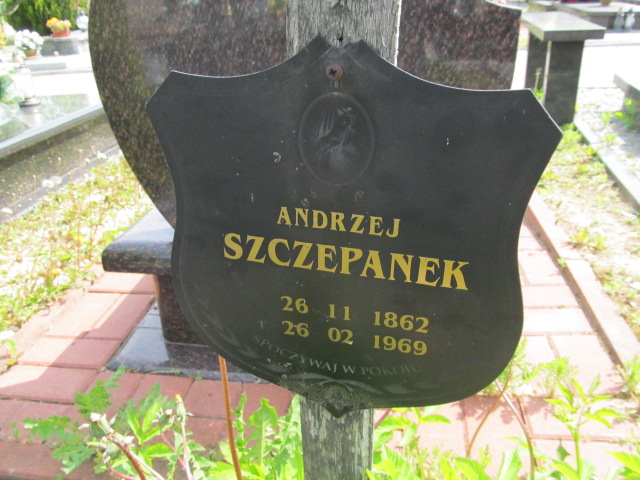 ANDRZEJ
SZCZEPANEK
26 11 1862
26 02 1969
SPOCZYWAJ W POKOJU